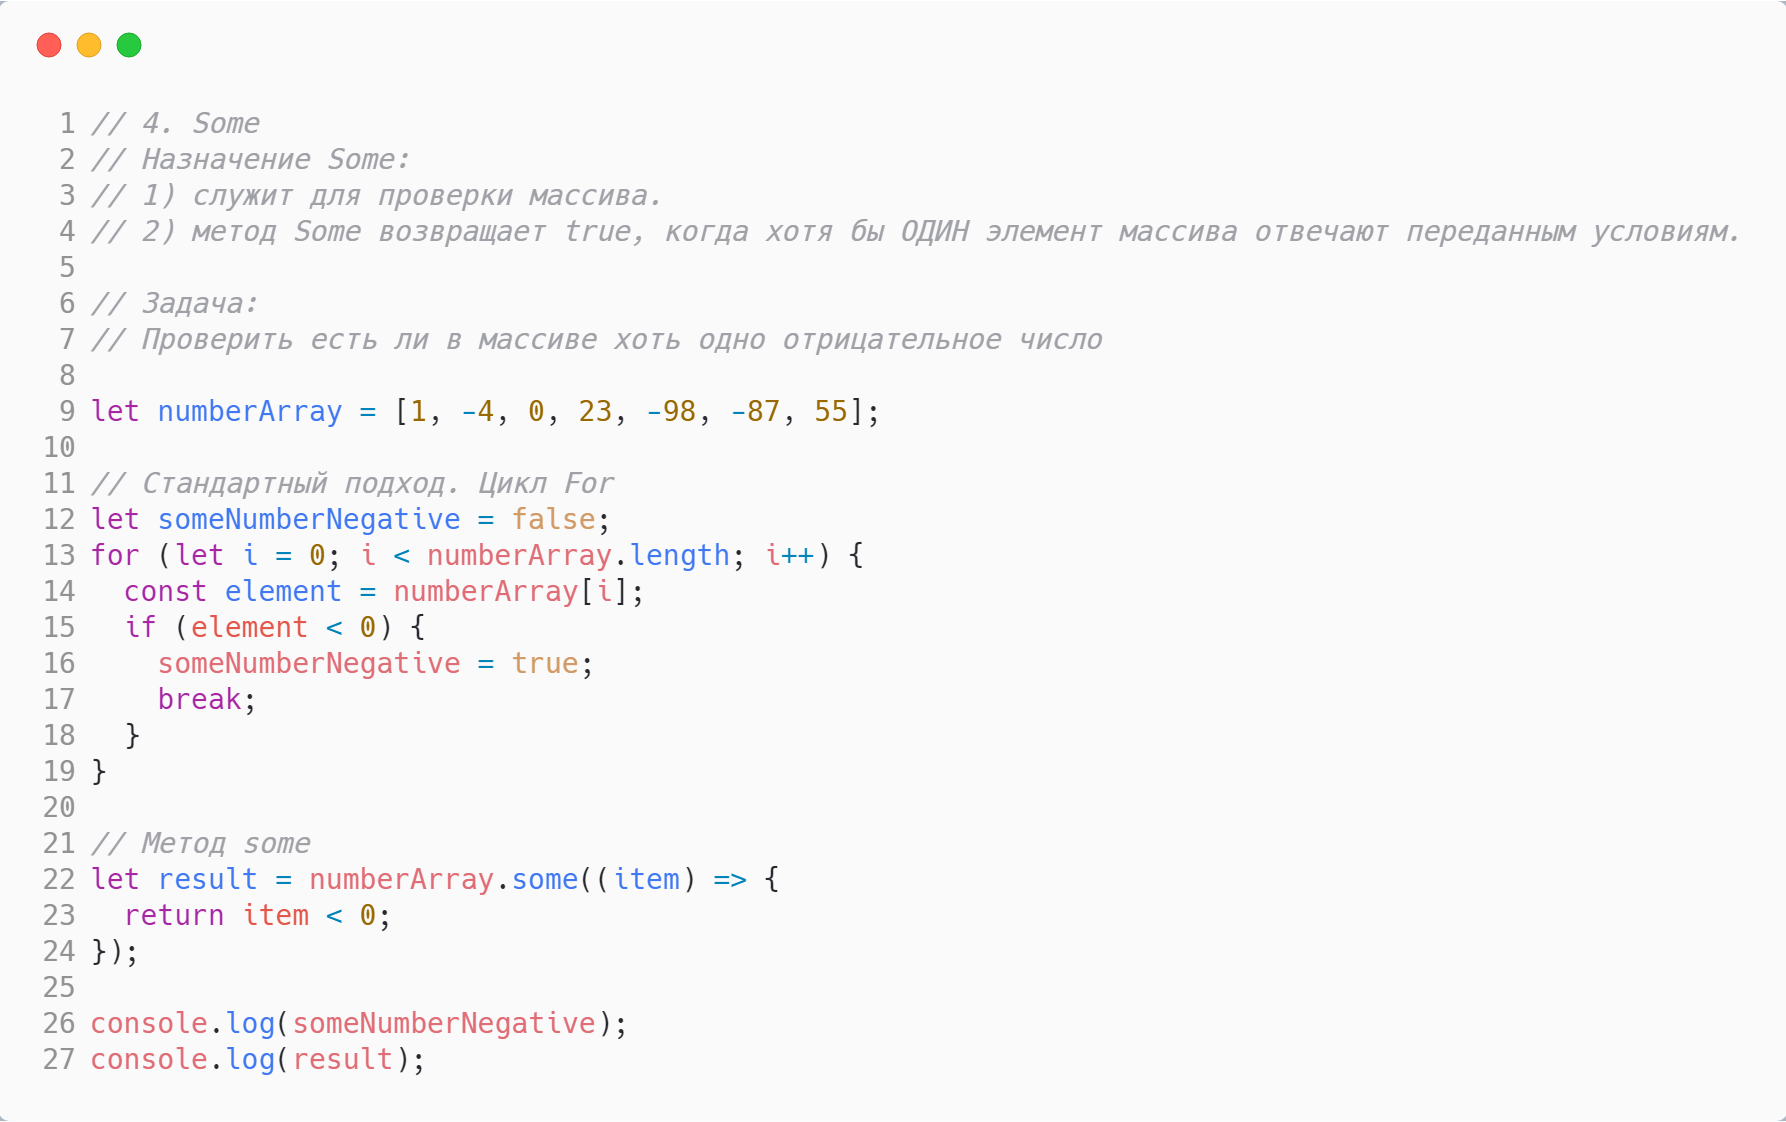 1 // 4. Some
2 // Назначение Some:
3 // 1) служит для проверки массива.
4 // 2) метод Some возвращает true, когда хотя бы ОДИН элемент массива отвечают переданным условиям.
5
6 // Задача:
7 // Проверить есть ли в массиве хоть одно отрицательное число
8
9 let numberArray = [1, -4, 0, 23, -98, -87, 55];
10
11 // Стандартный подход. Цикл For
12 let someNumberNegative = false;
13 for (let i = 0; i < numberArray.length; i++) {
14   const element = numberArray[i];
15   if (element < 0) {
16     someNumberNegative = true;
17     break;
18   }
19 }
20
21 // Метод some
22 let result = numberArray.some((item) => {
23   return item < 0;
24 });
25
26 console.log(someNumberNegative);
27 console.log(result);